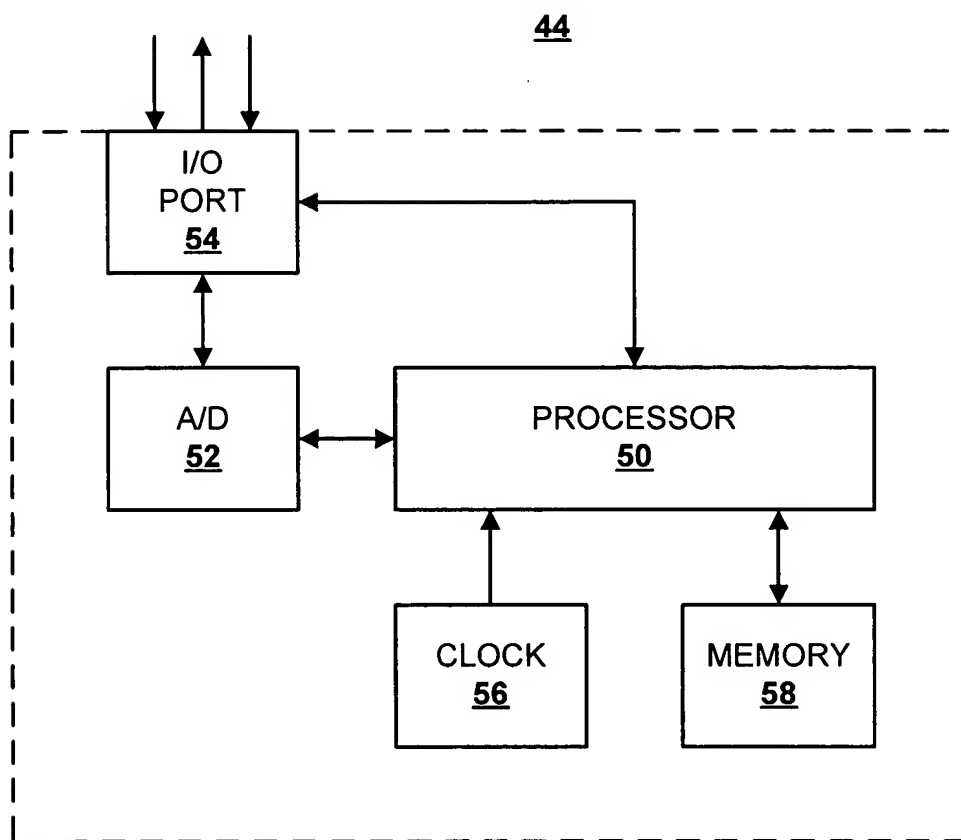 44
I/O
PORT
54
A/D
52
PROCESSOR
50
CLOCK
56
MEMORY
58